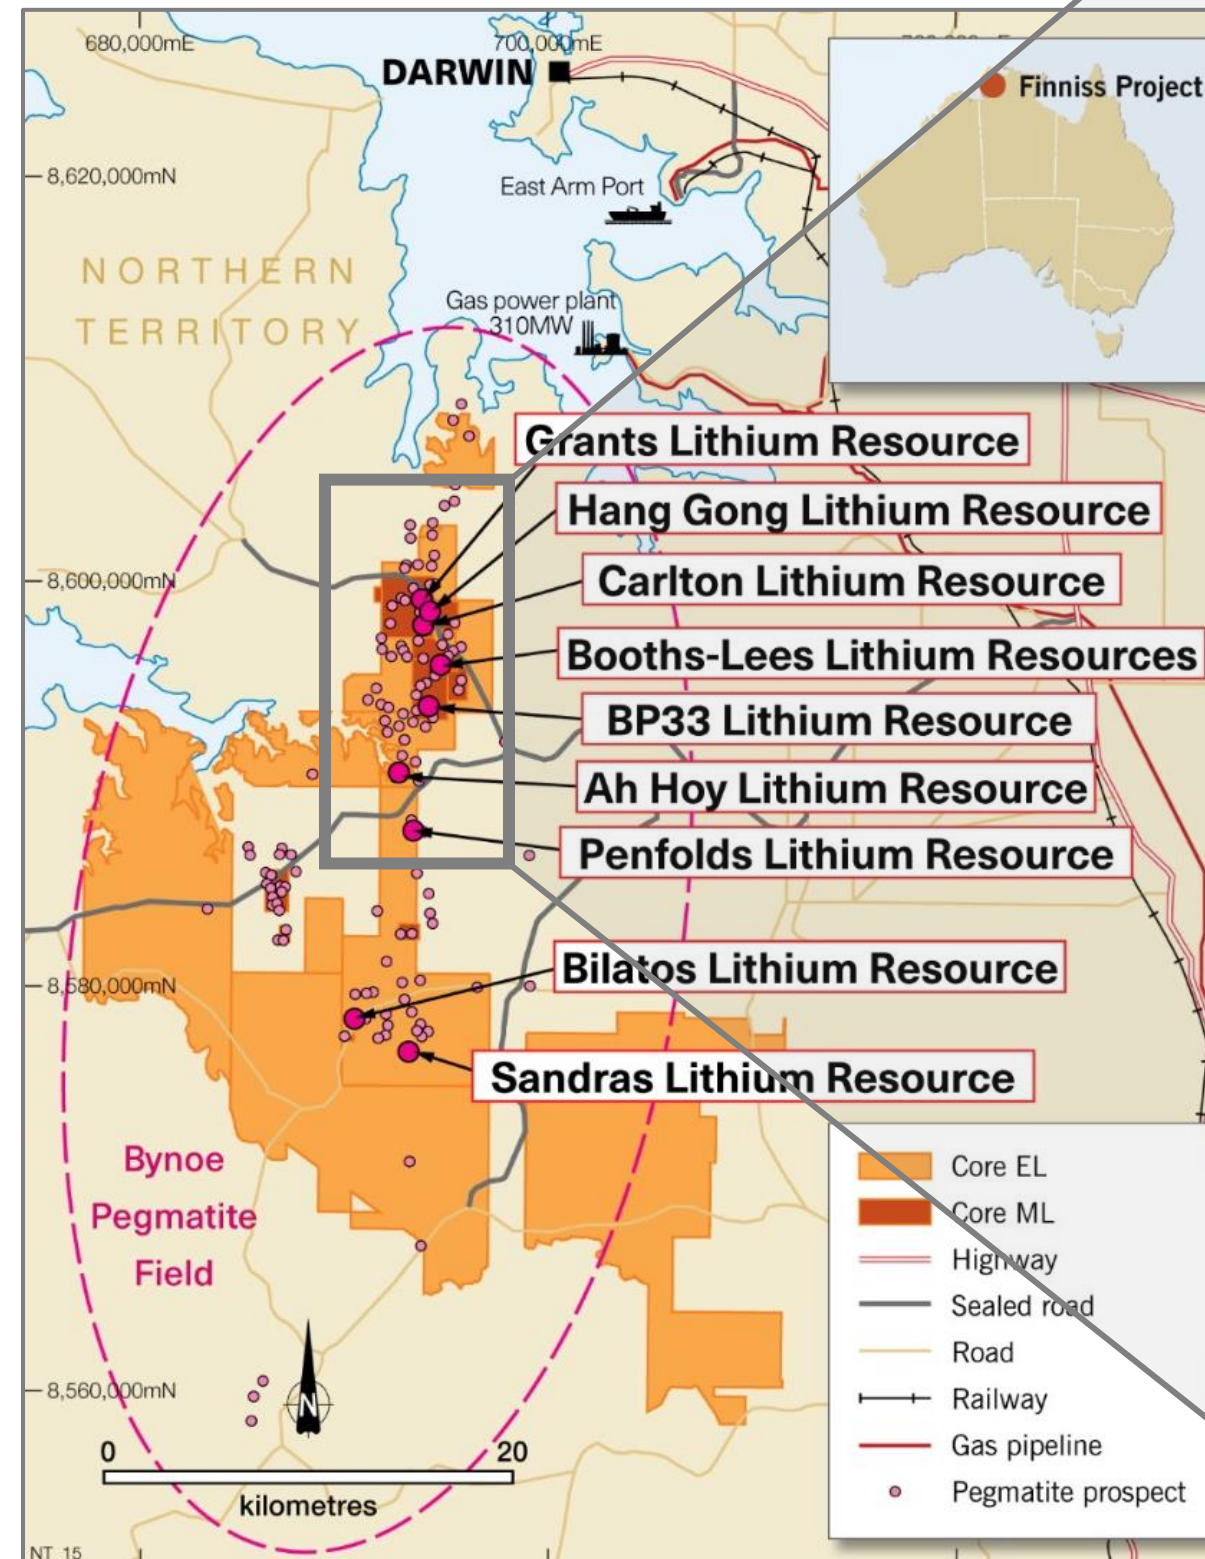 680,000mE
700,000mE
DARWIN
Finniss Project
8,620,000mN
East Arm Port
NORTHERN
TERRITORY
Gas power plant
310MW
Grants Lithium Resource
Hang Gong Lithium Resource
8,600,000mN
Carlton Lithium Resource
Booths-Lees Lithium Resources
BP33 Lithium Resource
Ah Hoy Lithium Resource
Penfolds Lithium Resource
Bilatos Lithium Resource
8,580,000mN
Sandras Lithium Resource
Bynoe
Pegmatite
Field
Core EL
Core ML
Highway
Sealed road
Road
Railway
Gas pipeline
Pegmatite prospect
8,560,000mN
N
0 20
kilometres
NT_15